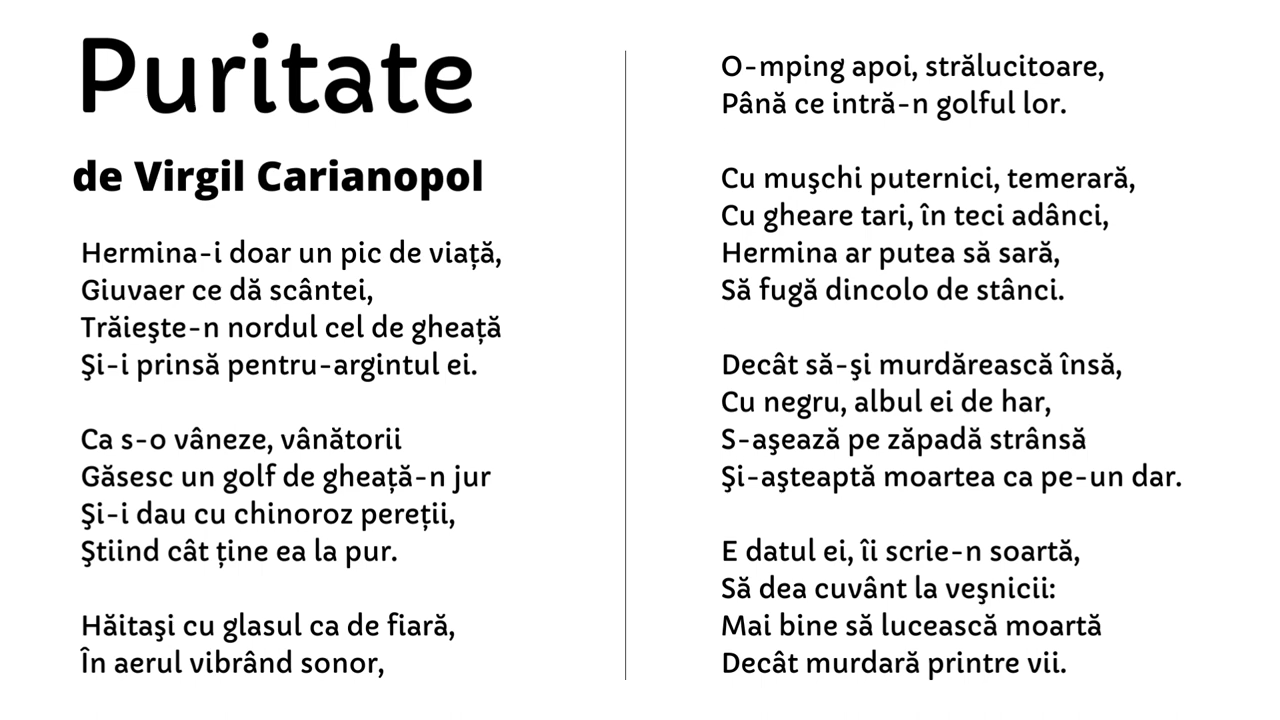 Puritate
de Virgil Carianopol
Hermina-i doar un pic de viață,
Giuvaer ce dă scântei,
Trăieşte-n nordul cel de gheață
Şi-i prinsă pentru-argintul ei.
Ca s-o vâneze, vânătorii
Găsesc un golf de gheață-n jur
Şi-i dau cu chinoroz pereții,
Ştiind cât ține ea la pur.
Hăitaşi cu glasul ca de fiară,
În aerul vibrând sonor,
O-mping apoi, strălucitoare,
Până ce intră-n golful lor.
Cu muşchi puternici, temerară,
Cu gheare tari, în teci adânci,
Hermina ar putea să sară,
Să fugă dincolo de stânci.
Decât să-şi murdărească însă,
Cu negru, albul ei de har,
S-aşează pe zăpadă strânsă
Şi-aşteaptă moartea ca pe-un dar.
E datul ei, îi scrie-n soartă,
Să dea cuvânt la veşnicii:
Mai bine să lucească moartă
Decât murdară printre vii.